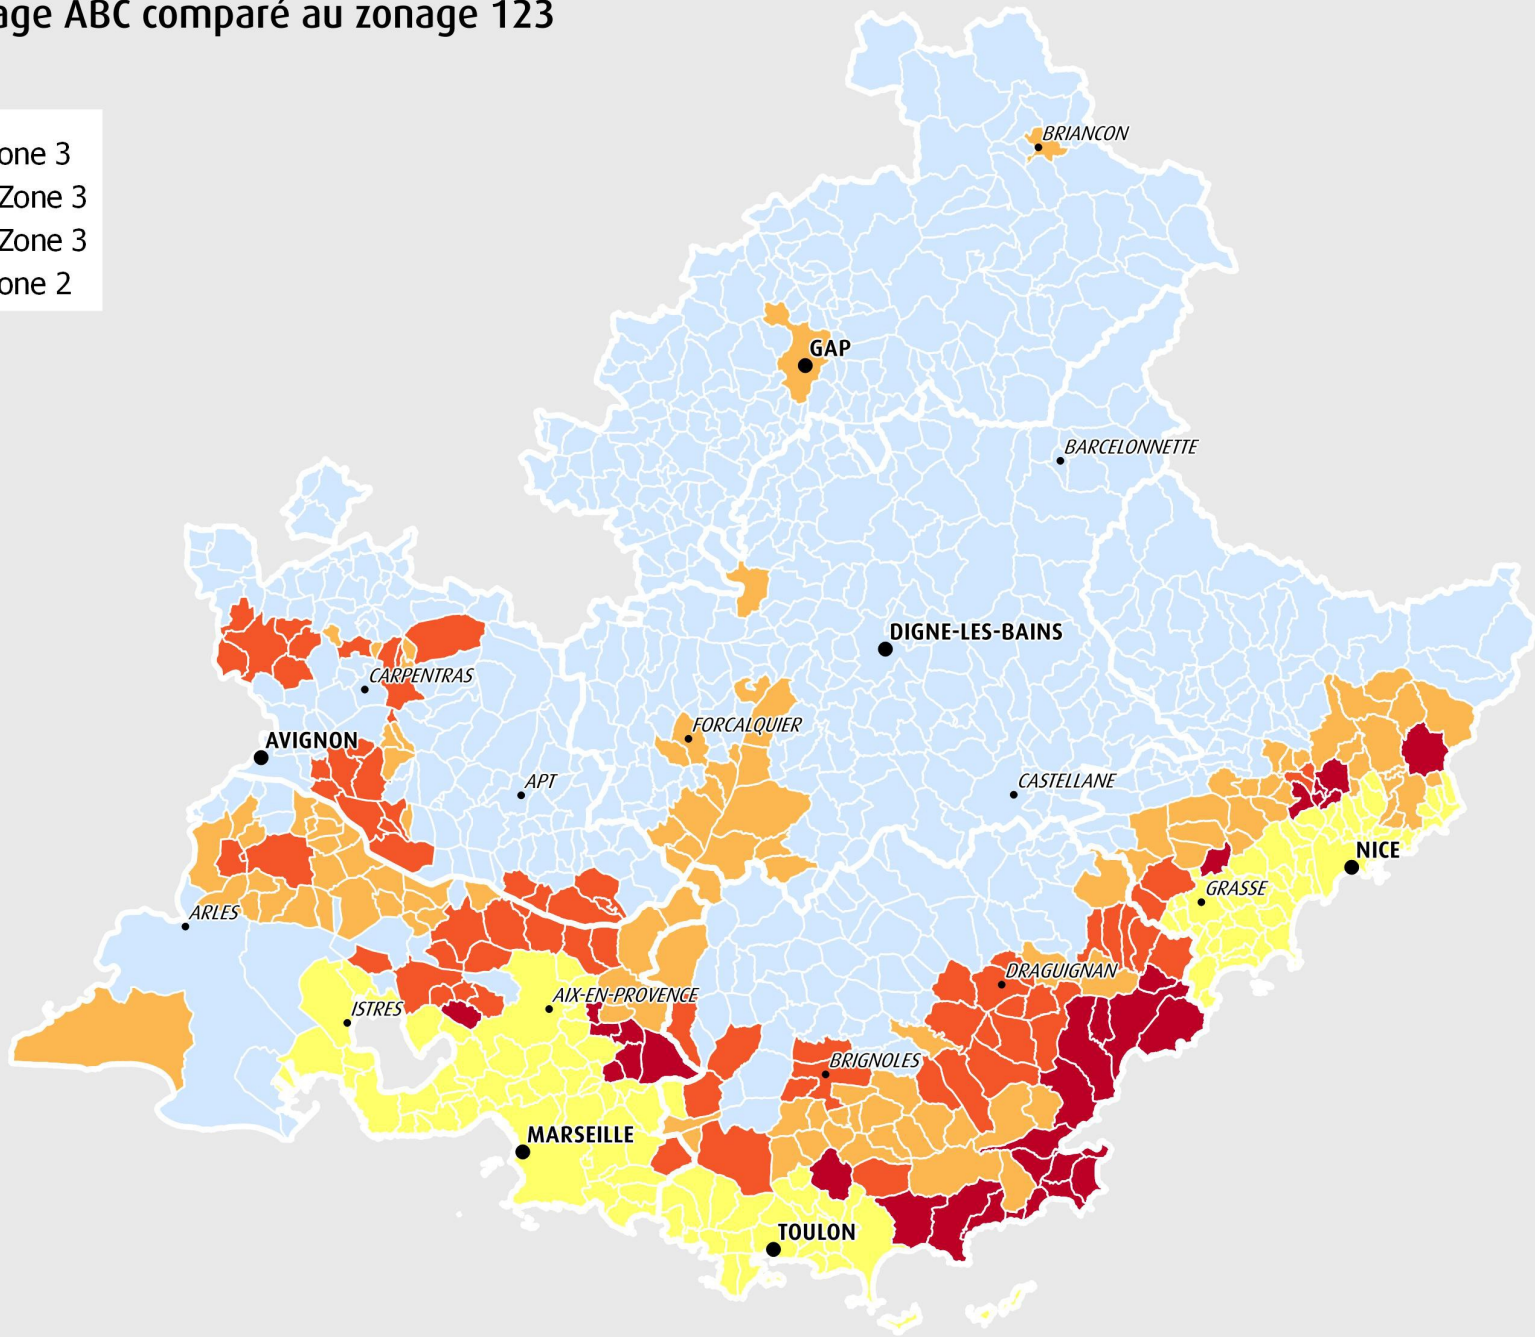 age ABC comparé au zonage 123
one 3
Zone 3
Zone 3
one 2
BRIANCON
GAP
BARCELONNETTE
DIGNE-LES-BAINS
CARPENTRAS
FORCALQUIER
AVIGNON
APT
CASTELLANE
NICE
GRASSE
ARLES
DRAGUIGNAN
AIX-EN-PROVENCE
ISTRES
BRIGNOLES
MARSEILLE
TOULON